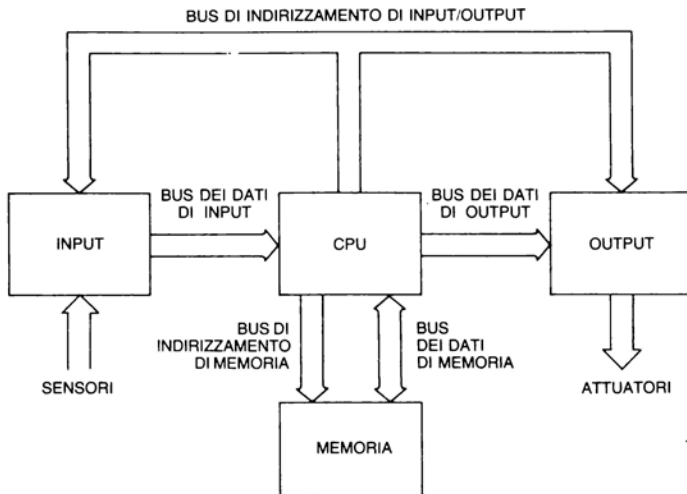 BUS DI INDIRIZZAMENTO DI INPUT/OUTPUT
BUS DEI DATI
DI INPUT
BUS DEI DATI
DI OUTPUT
INPUT
CPU
OUTPUT
BUS DI
INDIRIZZAMENTO
DI MEMORIA
BUS
DEI DATI
DI MEMORIA
SENSORI
ATTUATORI
MEMORIA